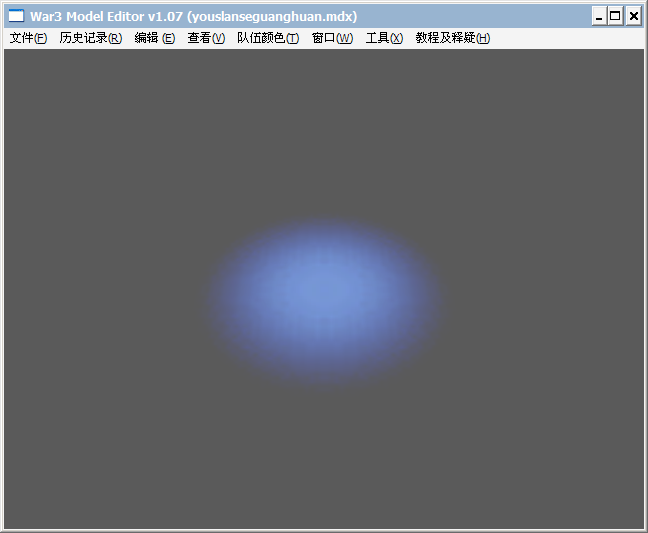 War3 Model Editor v1.07 (youslanseguanghuan.mdx)
文件(F) 历史记录(R) 编辑 (E) 查看(V) 队伍颜色(T) 窗口(W) 工具(X) 教程及释疑(H)